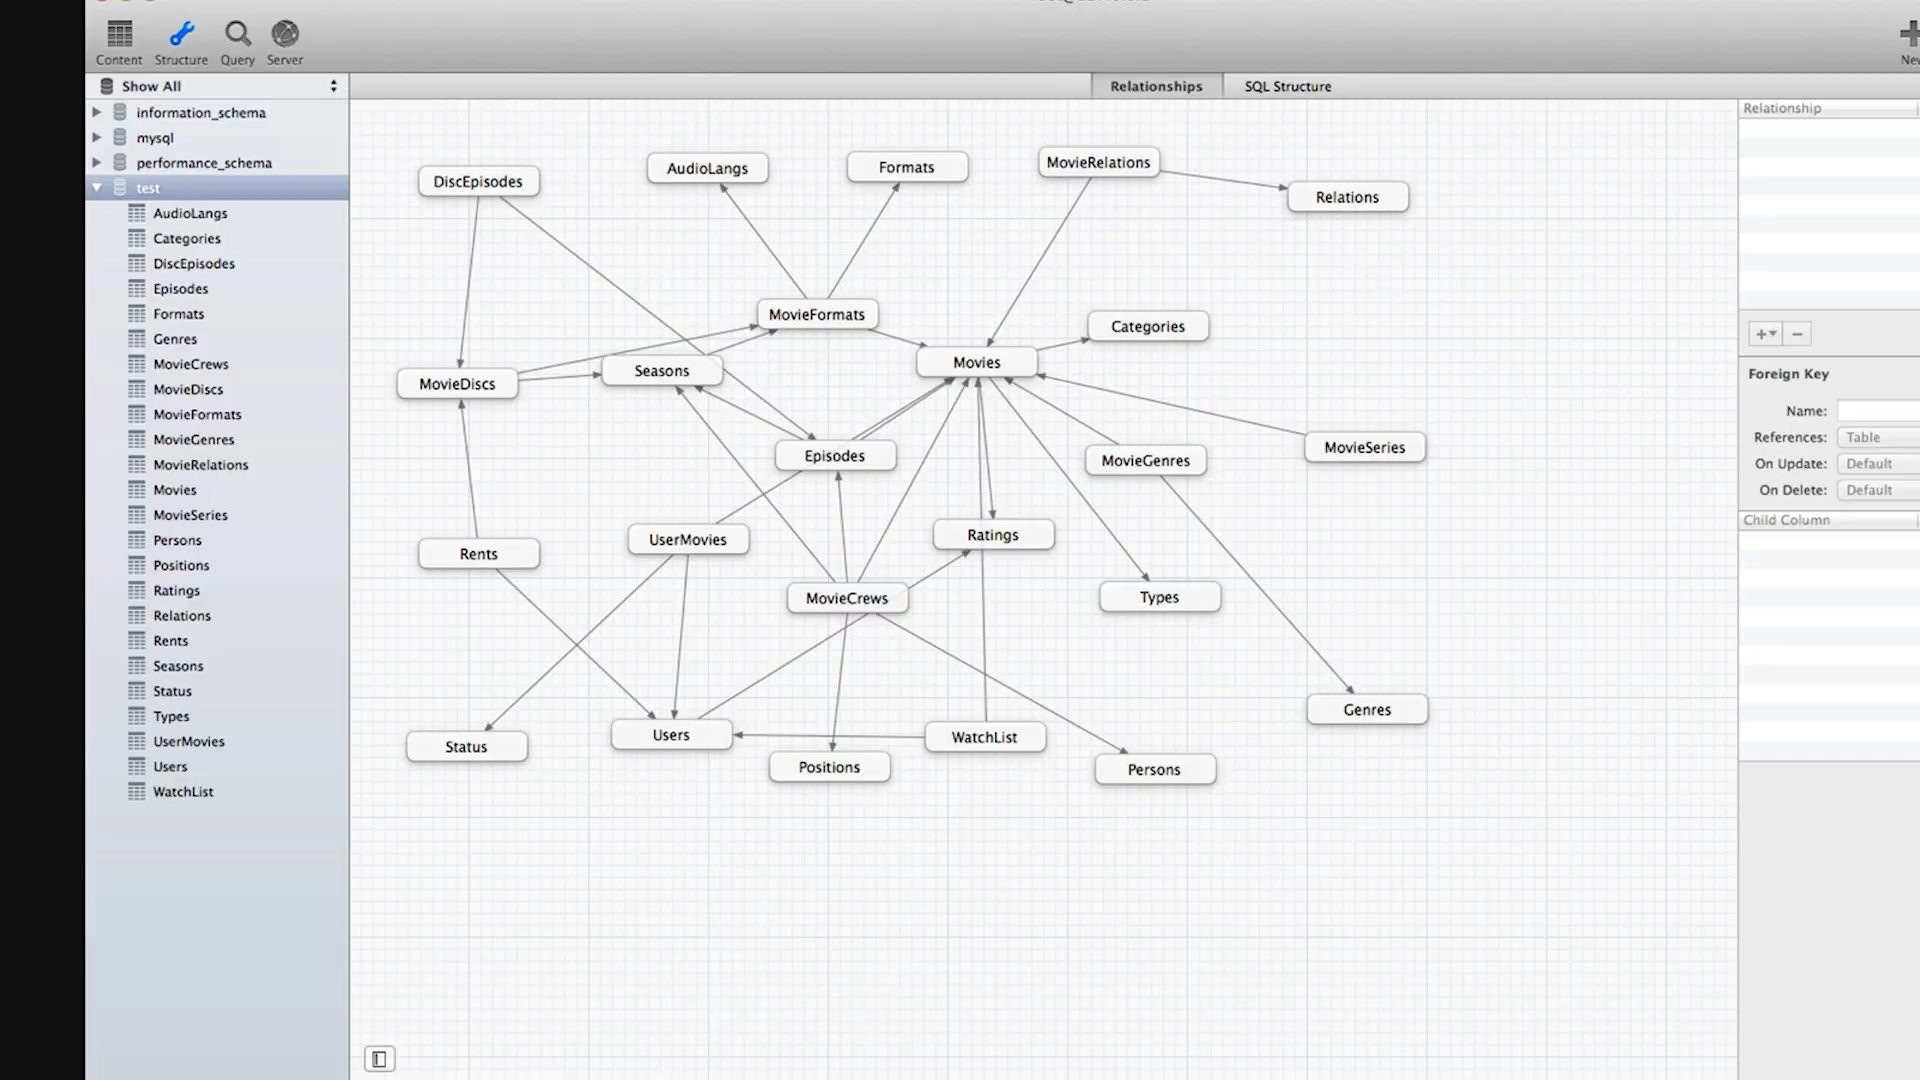 Content Structure Query Server
New
Show All
Relationships SQL Structure
information_schema
mysql
performance_schema
test
AudioLangs
Categories
DiscEpisodes
Episodes
Formats
Genres
MovieCrews
MovieDiscs
MovieFormats
MovieGenres
MovieRelations
Movies
MovieSeries
Persons
Positions
Ratings
Relations
Rents
Seasons
Status
Types
UserMovies
Users
WatchList
DiscEpisodes
AudioLangs
Formats
MovieRelations
Relations
MovieFormats
Categories
Movies
Seasons
MovieDiscs
Episodes
MovieGenres
MovieSeries
Rents
UserMovies
Ratings
MovieCrews
Types
Status
Users
Positions
WatchList
Persons
Genres
Relationship
Foreign Key
Name:
References: Table
On Update: Default
On Delete: Default
Child Column